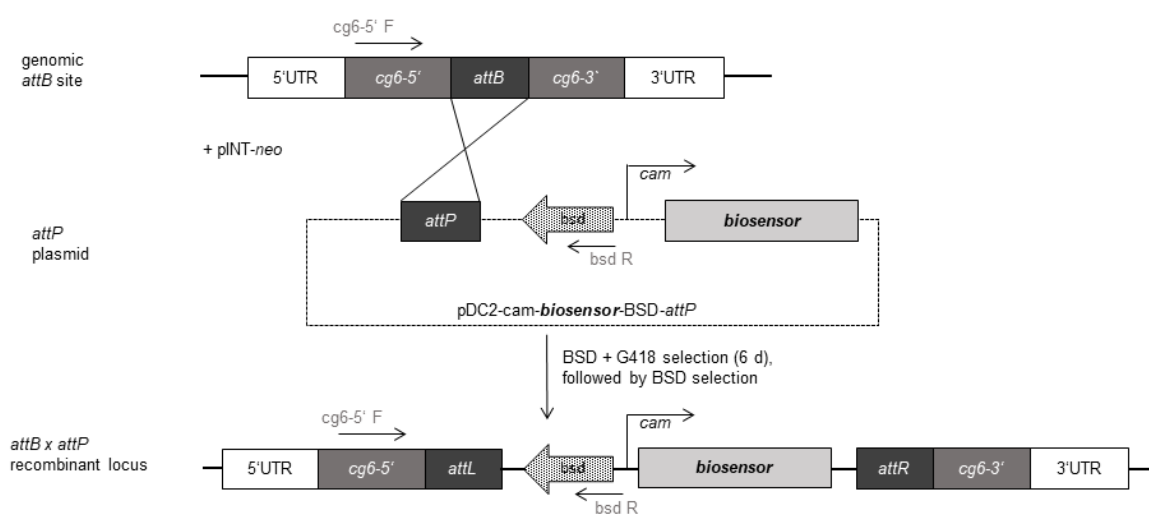 cg6-5' F
genomic
attB site
5'UTR cg6-5' attB cg6-3` 3'UTR
+ pINT-neo
cam
attP
plasmid
attP bsd biosensor
bsd R
pDC2-cam-biosensor-BSD-attP
BSD + G418 selection (6 d),
followed by BSD selection
cg6-5' F
cam
attB x attP
recombinant locus
5'UTR cg6-5' attL bsd biosensor attR cg6-3' 3'UTR
bsd R